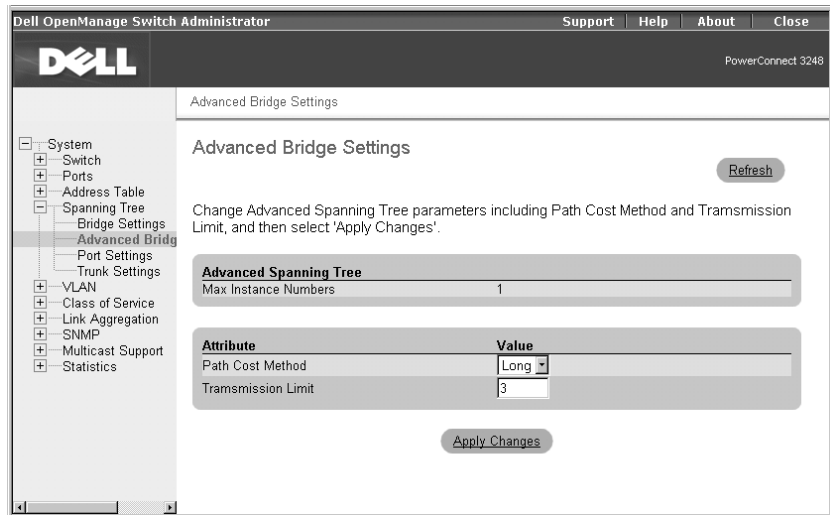 Dell OpenManage Switch Administrator
Support | Help | About | Close
DELL
PowerConnect 3248
Advanced Bridge Settings
System
Switch
Ports
Address Table
Spanning Tree
Bridge Settings
Advanced Bridg
Port Settings
Trunk Settings
VLAN
Class of Service
Link Aggregation
SNMP
Multicast Support
Statistics
Advanced Bridge Settings
Refresh
Change Advanced Spanning Tree parameters including Path Cost Method and Tramsmission
Limit, and then select 'Apply Changes'.
Advanced Spanning Tree
Max Instance Numbers 1
Attribute Value
Path Cost Method Long
Tramsmission Limit 3
Apply Changes